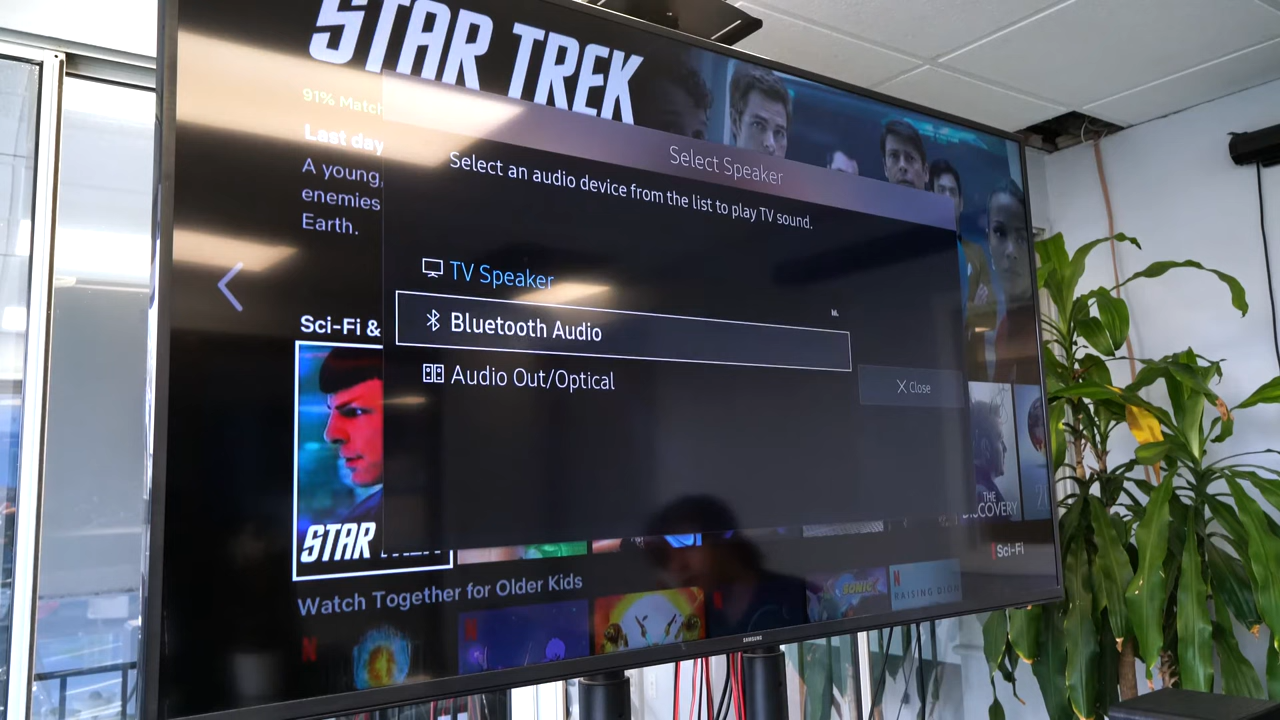 STAR TREK
91% Match
Last day
A young,
enemies
Earth.
Select Speaker
Select an audio device from the list to play TV sound.
TV Speaker
Bluetooth Audio
Audio Out/Optical
Close
Sci-Fi &
STAR TREK
THE
DISCOVERY
Sci-Fi
Watch Together for Older Kids
N
N
SONIC
N
RAISING DION
SAMSUNG